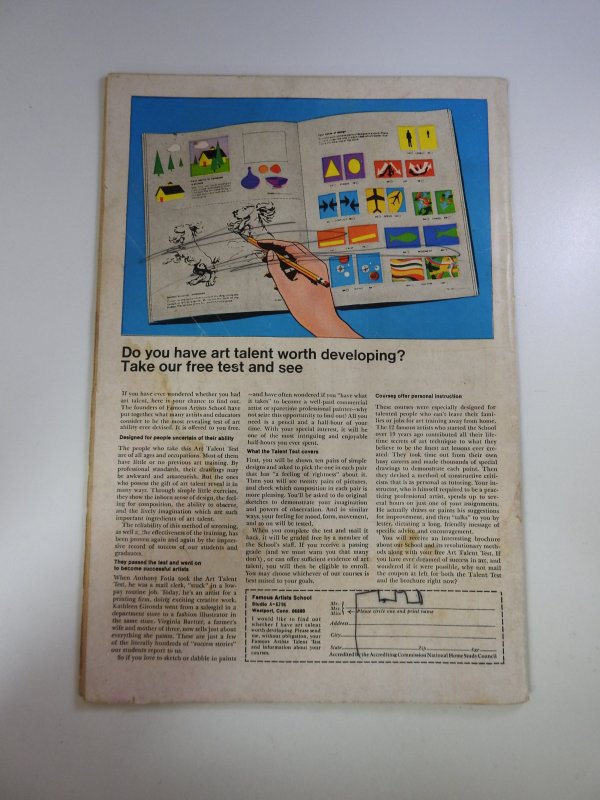 Do you have art talent worth developing?
Take our free test and see
If you have ever wondered whether you had
art talent, here is your chance to find out.
The founders of Famous Artists School have
put together what many artists and educators
consider to be the most revealing test of art
ability ever devised. It is offered to you free.
Designed for people uncertain of their ability
The people who take this Art Talent Test
are of all ages and occupations. Most of them
have little or no previous art training. By
professional standards, their drawings may
be awkward and amateurish. But the ones
who possess the gift of art talent reveal it in
many ways. Through simple little exercises,
they show the inborn sense of design, the feel-
ing for composition, the ability to observe,
and the lively imagination which are such
important ingredients of art talent.
The reliability of this method of screening,
as well as the effectiveness of the training, has
been proven again and again by the impres-
sive record of success of our students and
graduates.
They passed the test and went on
to become successful artists
When Anthony Fotia took the Art Talent
Test, he was a mail clerk, "stuck" in a low-
pay routine job. Today, he's an artist for a
printing firm, doing exciting creative work.
Kathleen Gironda went from a salesgirl in a
department store to a fashion illustrator in
the same store. Virginia Bartter, a farmer's
wife and mother of three, now sells just about
everything she paints. These are just a few
of the literally hundreds of "success stories"
our students report to us.
So if you love to sketch or dabble in paints
—and have often wondered if you "have what
it takes" to become a well-paid commercial
artist or sparetime professional painter—why
not seize this opportunity to find out? All you
need is a pencil and a half-hour of your
time. With your special interest, it will be
one of the most intriguing and enjoyable
half-hours you ever spent.
What the Talent Test covers
First, you will be shown ten pairs of simple
designs and asked to pick the one in each pair
that has "a feeling of rightness" about it.
Then you will see twenty pairs of pictures,
and check which composition in each pair is
more pleasing. You'll be asked to do original
sketches to demonstrate your imagination
and powers of observation. And in similar
ways, your feeling for mood, form, movement,
and so on will be tested.
When you complete the test and mail it
back, it will be graded free by a member of
the School's staff. If you receive a passing
grade (and we must warn you that many
don't), or can offer sufficient evidence of art
talent, you will then be eligible to enroll.
You may choose whichever of our courses is
best suited to your goals.
Courses offer personal instruction
These courses were especially designed for
talented people who can't leave their fami-
lies or jobs for art training away from home.
The 12 famous artists who started the School
over 19 years ago contributed all their life-
time secrets of art technique to what they
believe to be the finest art lessons ever cre-
ated. They took time out from their own
busy careers and made thousands of special
drawings to demonstrate each point. Then
they devised a method of constructive criti-
cism that is as personal as tutoring. Your in-
structor, who is himself required to be a prac-
ticing professional artist, spends up to sev-
eral hours on just one of your assignments.
He actually draws or paints his suggestions
for improvement, and then "talks" to you by
letter, dictating a long, friendly message of
specific advice and encouragement.
You will receive an interesting brochure
about our School and its revolutionary meth-
ods along with your free Art Talent Test. If
you have ever dreamed of success in art, and
wondered if it were possible, why not mail
the coupon at left for both the Talent Test
and the brochure right now?
Famous Artists School
Studio
Westport, Conn. 06880
I would like to find out
whether I have art talent
worth developing. Please send
me, without obligation, your
Famous Artists Talent Test
and information about your
courses.
Mr.
Mrs.
Miss
Please circle one and print name
Address
City
State Zip Age
Accredited by the Accrediting Commission National Home Study Council